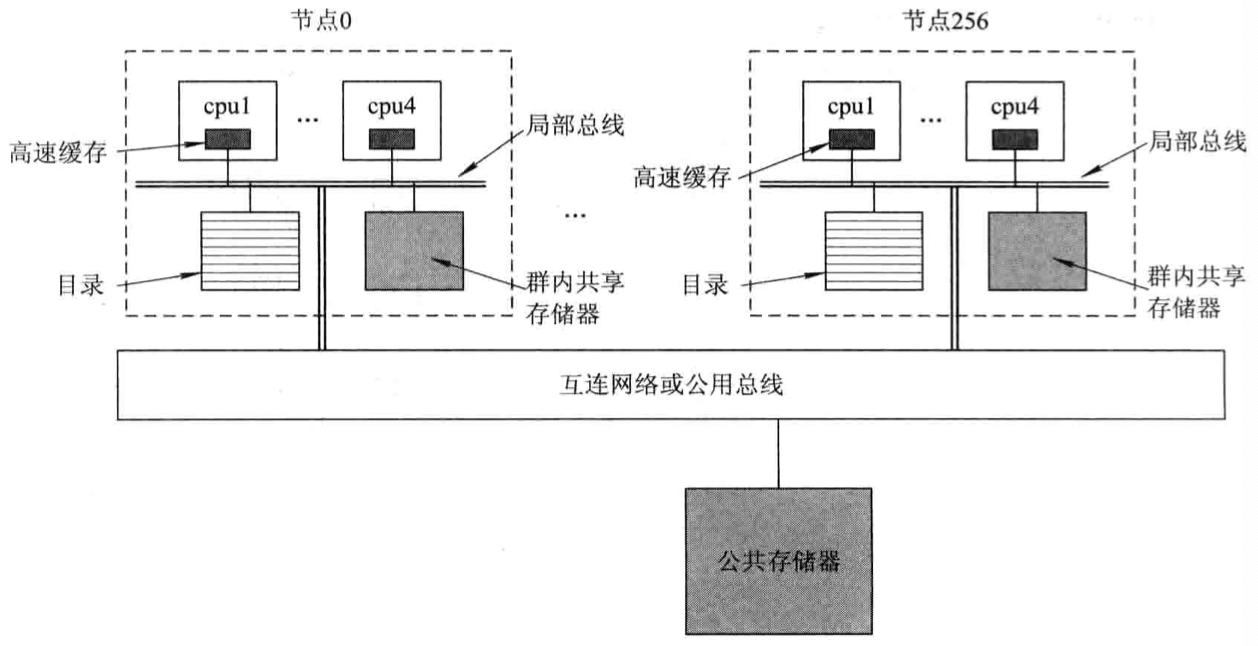 节点0
节点256
cpu1
...
cpu4
cpu1
...
cpu4
高速缓存
局部总线
高速缓存
局部总线
...
目录
群内共享
存储器
目录
群内共享
存储器
互连网络或公用总线
公共存储器